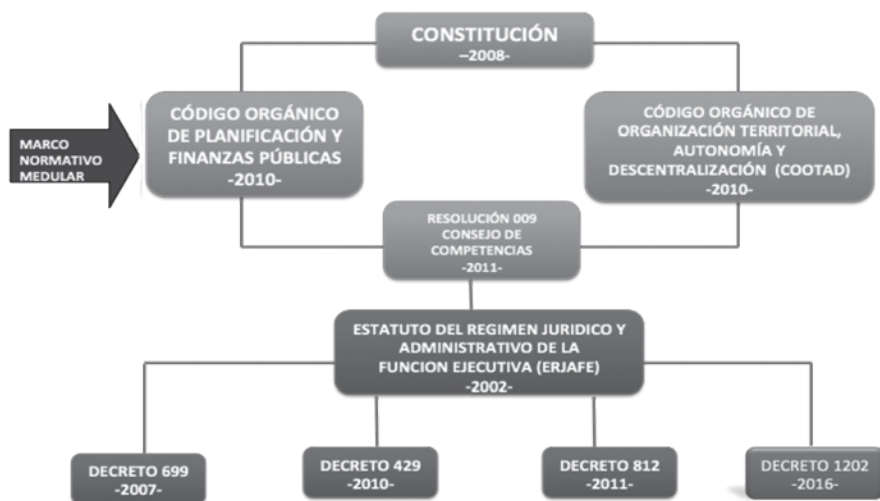 CONSTITUCIÓN
–2008-
MARCO
NORMATIVO
MEDULAR
CÓDIGO ORGÁNICO
DE PLANIFICACIÓN Y
FINANZAS PÚBLICAS
-2010-
CÓDIGO ORGÁNICO DE
ORGANIZACIÓN TERRITORIAL,
AUTONOMÍA Y
DESCENTRALIZACIÓN (COOTAD)
-2010-
RESOLUCIÓN 009
CONSEJO DE
COMPETENCIAS
-2011-
ESTATUTO DEL REGIMEN JURIDICO Y
ADMINISTRATIVO DE LA
FUNCION EJECUTIVA (ERJAFE)
-2002-
DECRETO 699
-2007-
DECRETO 429
-2010-
DECRETO 812
-2011-
DECRETO 1202
-2016-